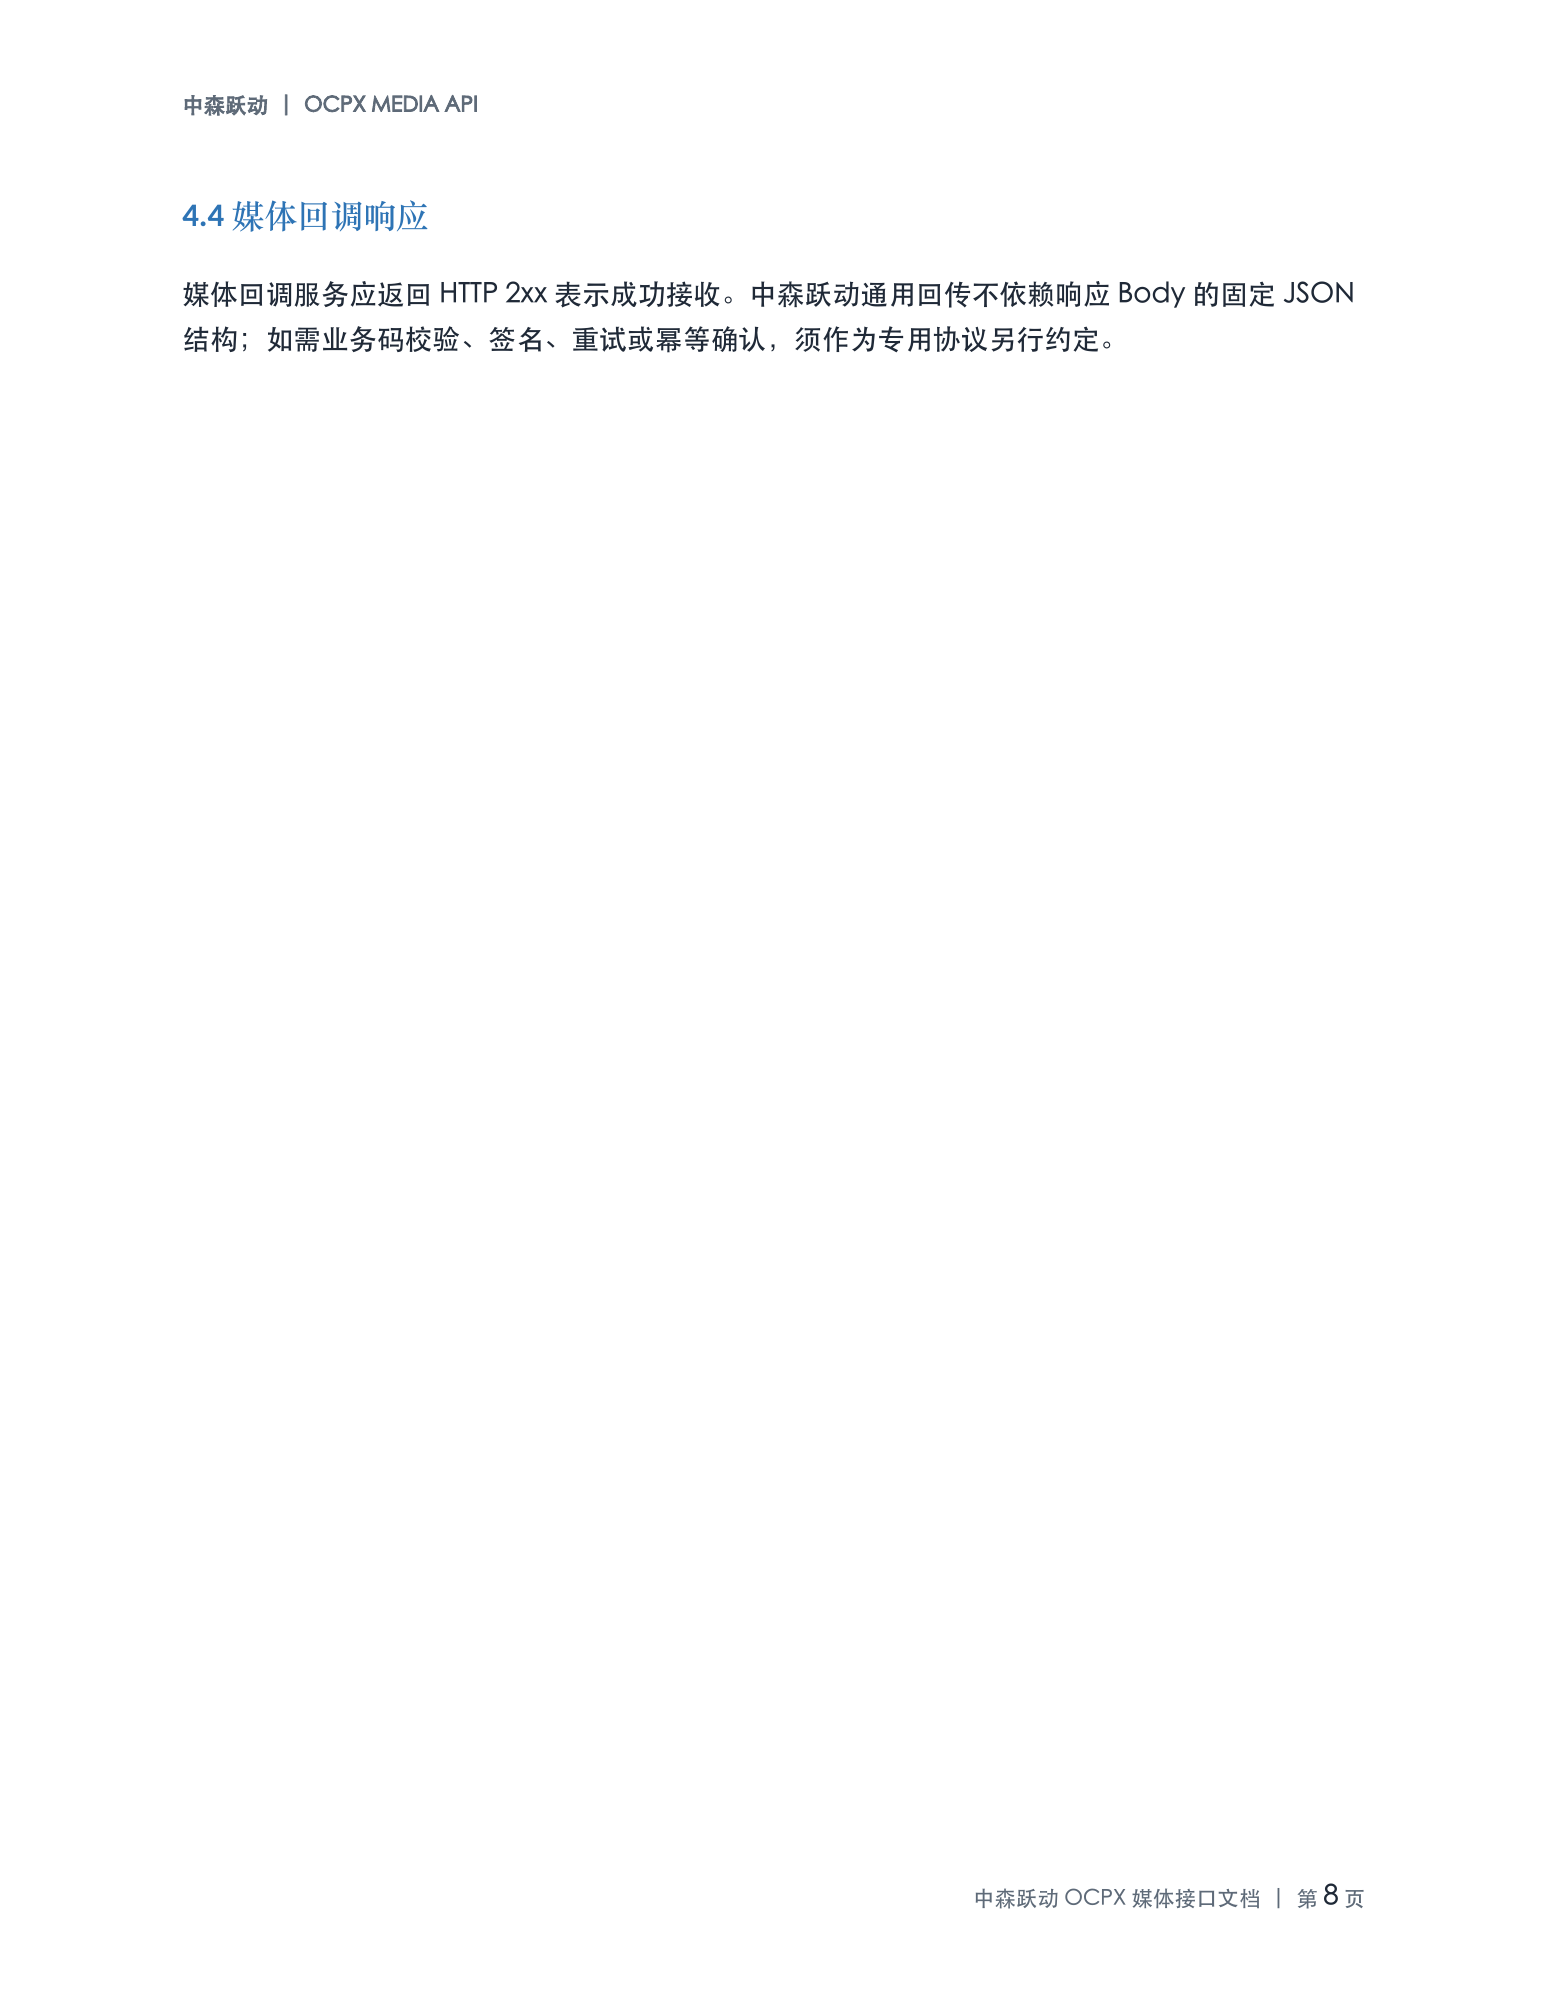 中森跃动 | OCPX MEDIA API
4.4 媒体回调响应
媒体回调服务应返回 HTTP 2xx 表示成功接收。中森跃动通用回传不依赖响应 Body 的固定 JSON
结构；如需业务码校验、签名、重试或幂等确认，须作为专用协议另行约定。
中森跃动 OCPX 媒体接口文档 | 第 8 页